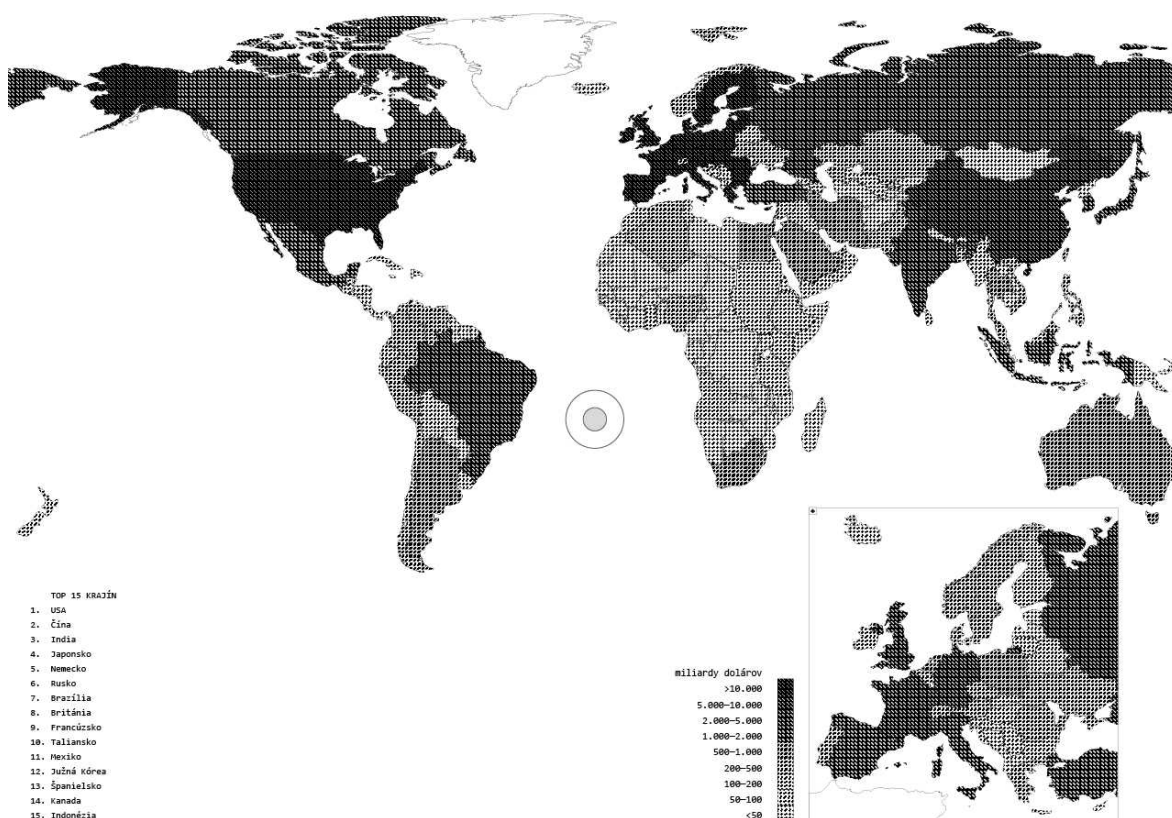 TOP 15 KRAJÍN
1. USA
2. Čína
3. India
4. Japonsko
5. Nemecko
6. Rusko
7. Brazília
8. Británia
9. Francúzsko
10. Taliansko
11. Mexiko
12. Južná Kórea
13. Španielsko
14. Kanada
15. Indonézia
miliardy dolárov
>10.000
5.000—10.000
2.000—5.000
1.000—2.000
500—1.000
200—500
100—200
50—100
<50